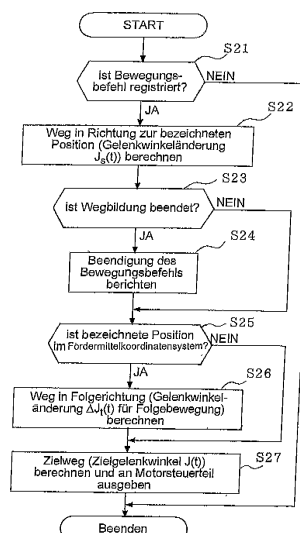 START
S21
ist Bewegungs-
befehl registriert?
NEIN
JA
S22
Weg in Richtung zur bezeichneten
Position (Gelenkwinkeländerung
Js(t)) berechnen
S23
ist Wegbildung beendet?
NEIN
JA
S24
Beendigung des
Bewegungsbefehls
berichten
S25
ist bezeichnete Position
im Fördermittelkoordinatensystem?
NEIN
JA
S26
Weg in Folgerichtung (Gelenkwinkel-
änderung ΔJt(t) für Folgebewegung)
berechnen
S27
Zielweg (Zielgelenkwinkel J(t))
berechnen und an Motorsteuerteil
ausgeben
Beenden